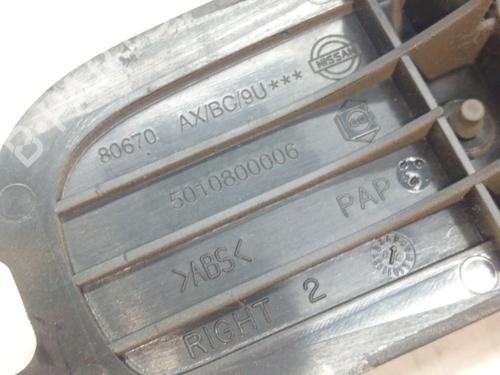 80670 AX/BC/9U***
NISSAN
5010800006
PAP
>ABS<
RIGHT 2